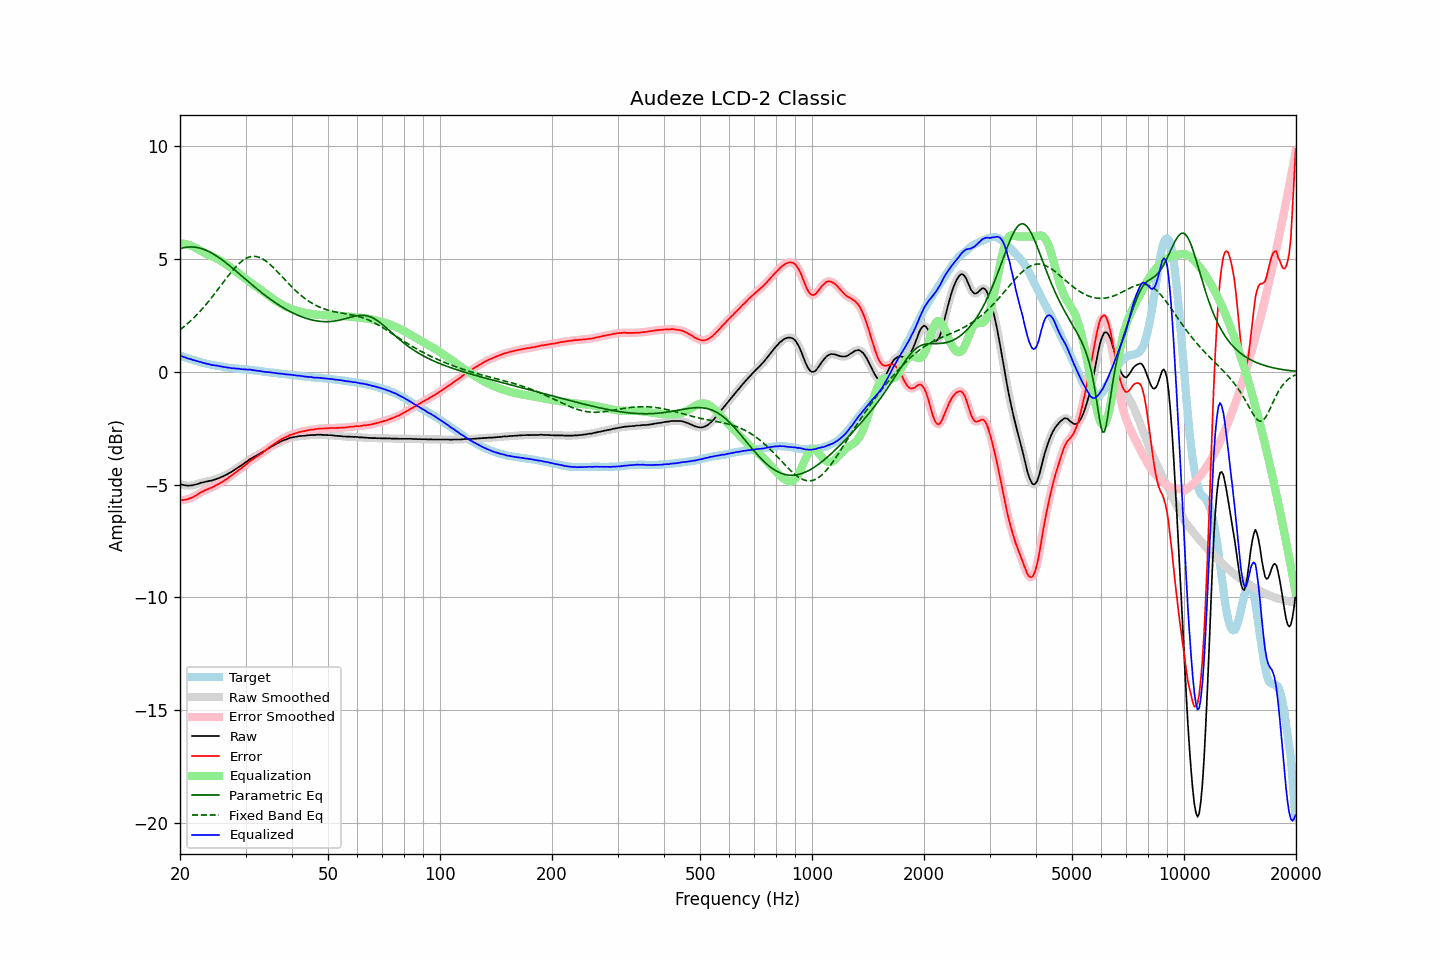 Audeze LCD-2 Classic
Amplitude (dBr)
10
5
0
−5
−10
−15
−20
Target
Raw Smoothed
Error Smoothed
Raw
Error
Equalization
Parametric Eq
Fixed Band Eq
Equalized
20 50 100 200 500 1000 2000 5000 10000 20000
Frequency (Hz)